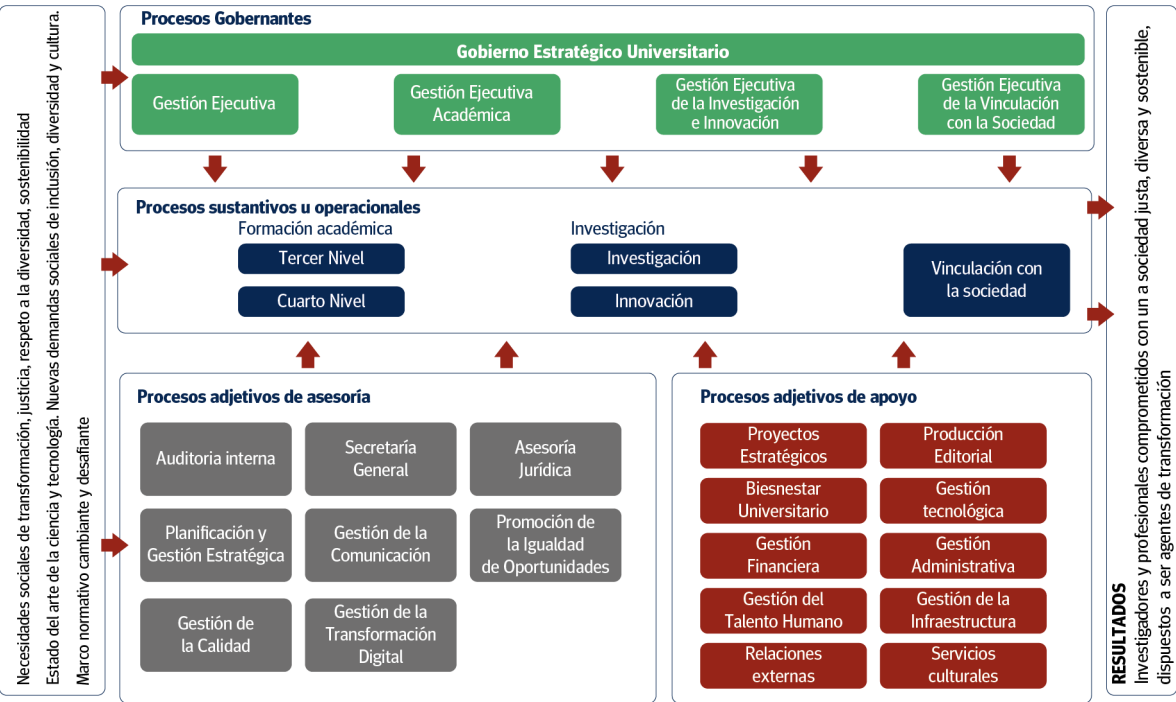 Necesidades sociales de transformación, justicia, respeto a la diversidad, sostenibilidad
Estado del arte de la ciencia y tecnología. Nuevas demandas sociales de inclusión, diversidad y cultura.
Marco normativo cambiante y desafiante
Procesos Gobernantes
Gobierno Estratégico Universitario
Gestión Ejecutiva
Gestión Ejecutiva
Académica
Gestión Ejecutiva
de la Investigación
e Innovación
Gestión Ejecutiva
de la Vinculación
con la Sociedad
Procesos sustantivos u operacionales
Formación académica
Tercer Nivel
Cuarto Nivel
Investigación
Investigación
Innovación
Vinculación con
la sociedad
Procesos adjetivos de asesoría
Auditoria interna
Secretaría
General
Asesoría
Jurídica
Planificación y
Gestión Estratégica
Gestión de la
Comunicación
Promoción de
la Igualdad
de Oportunidades
Gestión de
la Calidad
Gestión de la
Transformación
Digital
Procesos adjetivos de apoyo
Proyectos
Estratégicos
Producción
Editorial
Biesnestar
Universitario
Gestión
tecnológica
Gestión
Financiera
Gestión
Administrativa
Gestión del
Talento Humano
Gestión de la
Infraestructura
Relaciones
externas
Servicios
culturales
RESULTADOS
Investigadores y profesionales comprometidos con un a sociedad justa, diversa y sostenible,
dispuestos a ser agentes de transformación